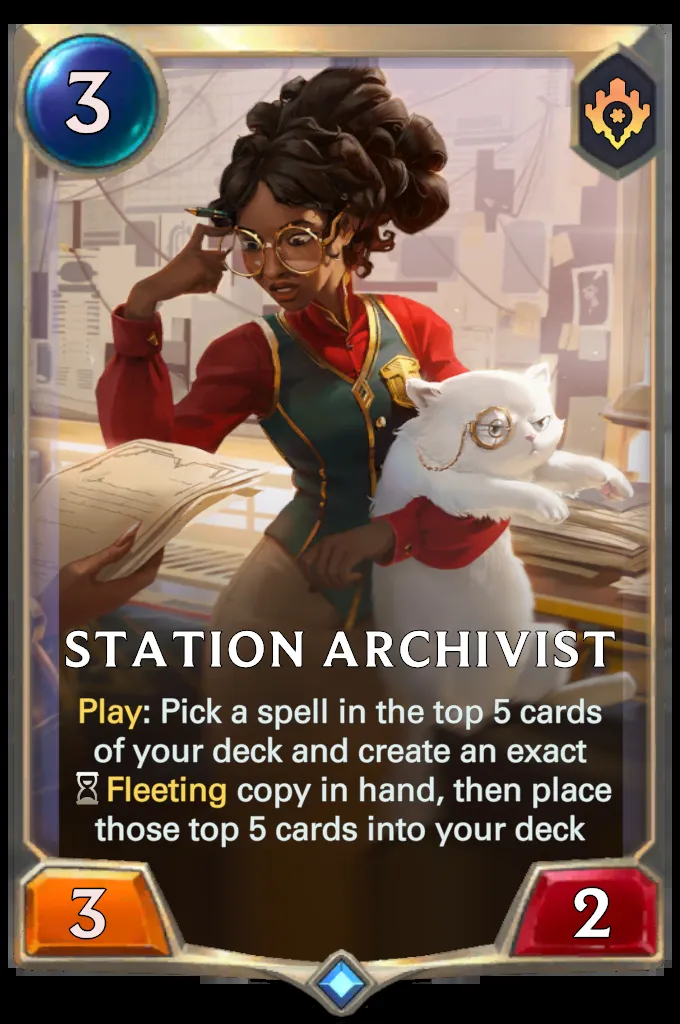 3
STATION ARCHIVIST
Play: Pick a spell in the top 5 cards
of your deck and create an exact
Fleeting copy in hand, then place
those top 5 cards into your deck
3 2